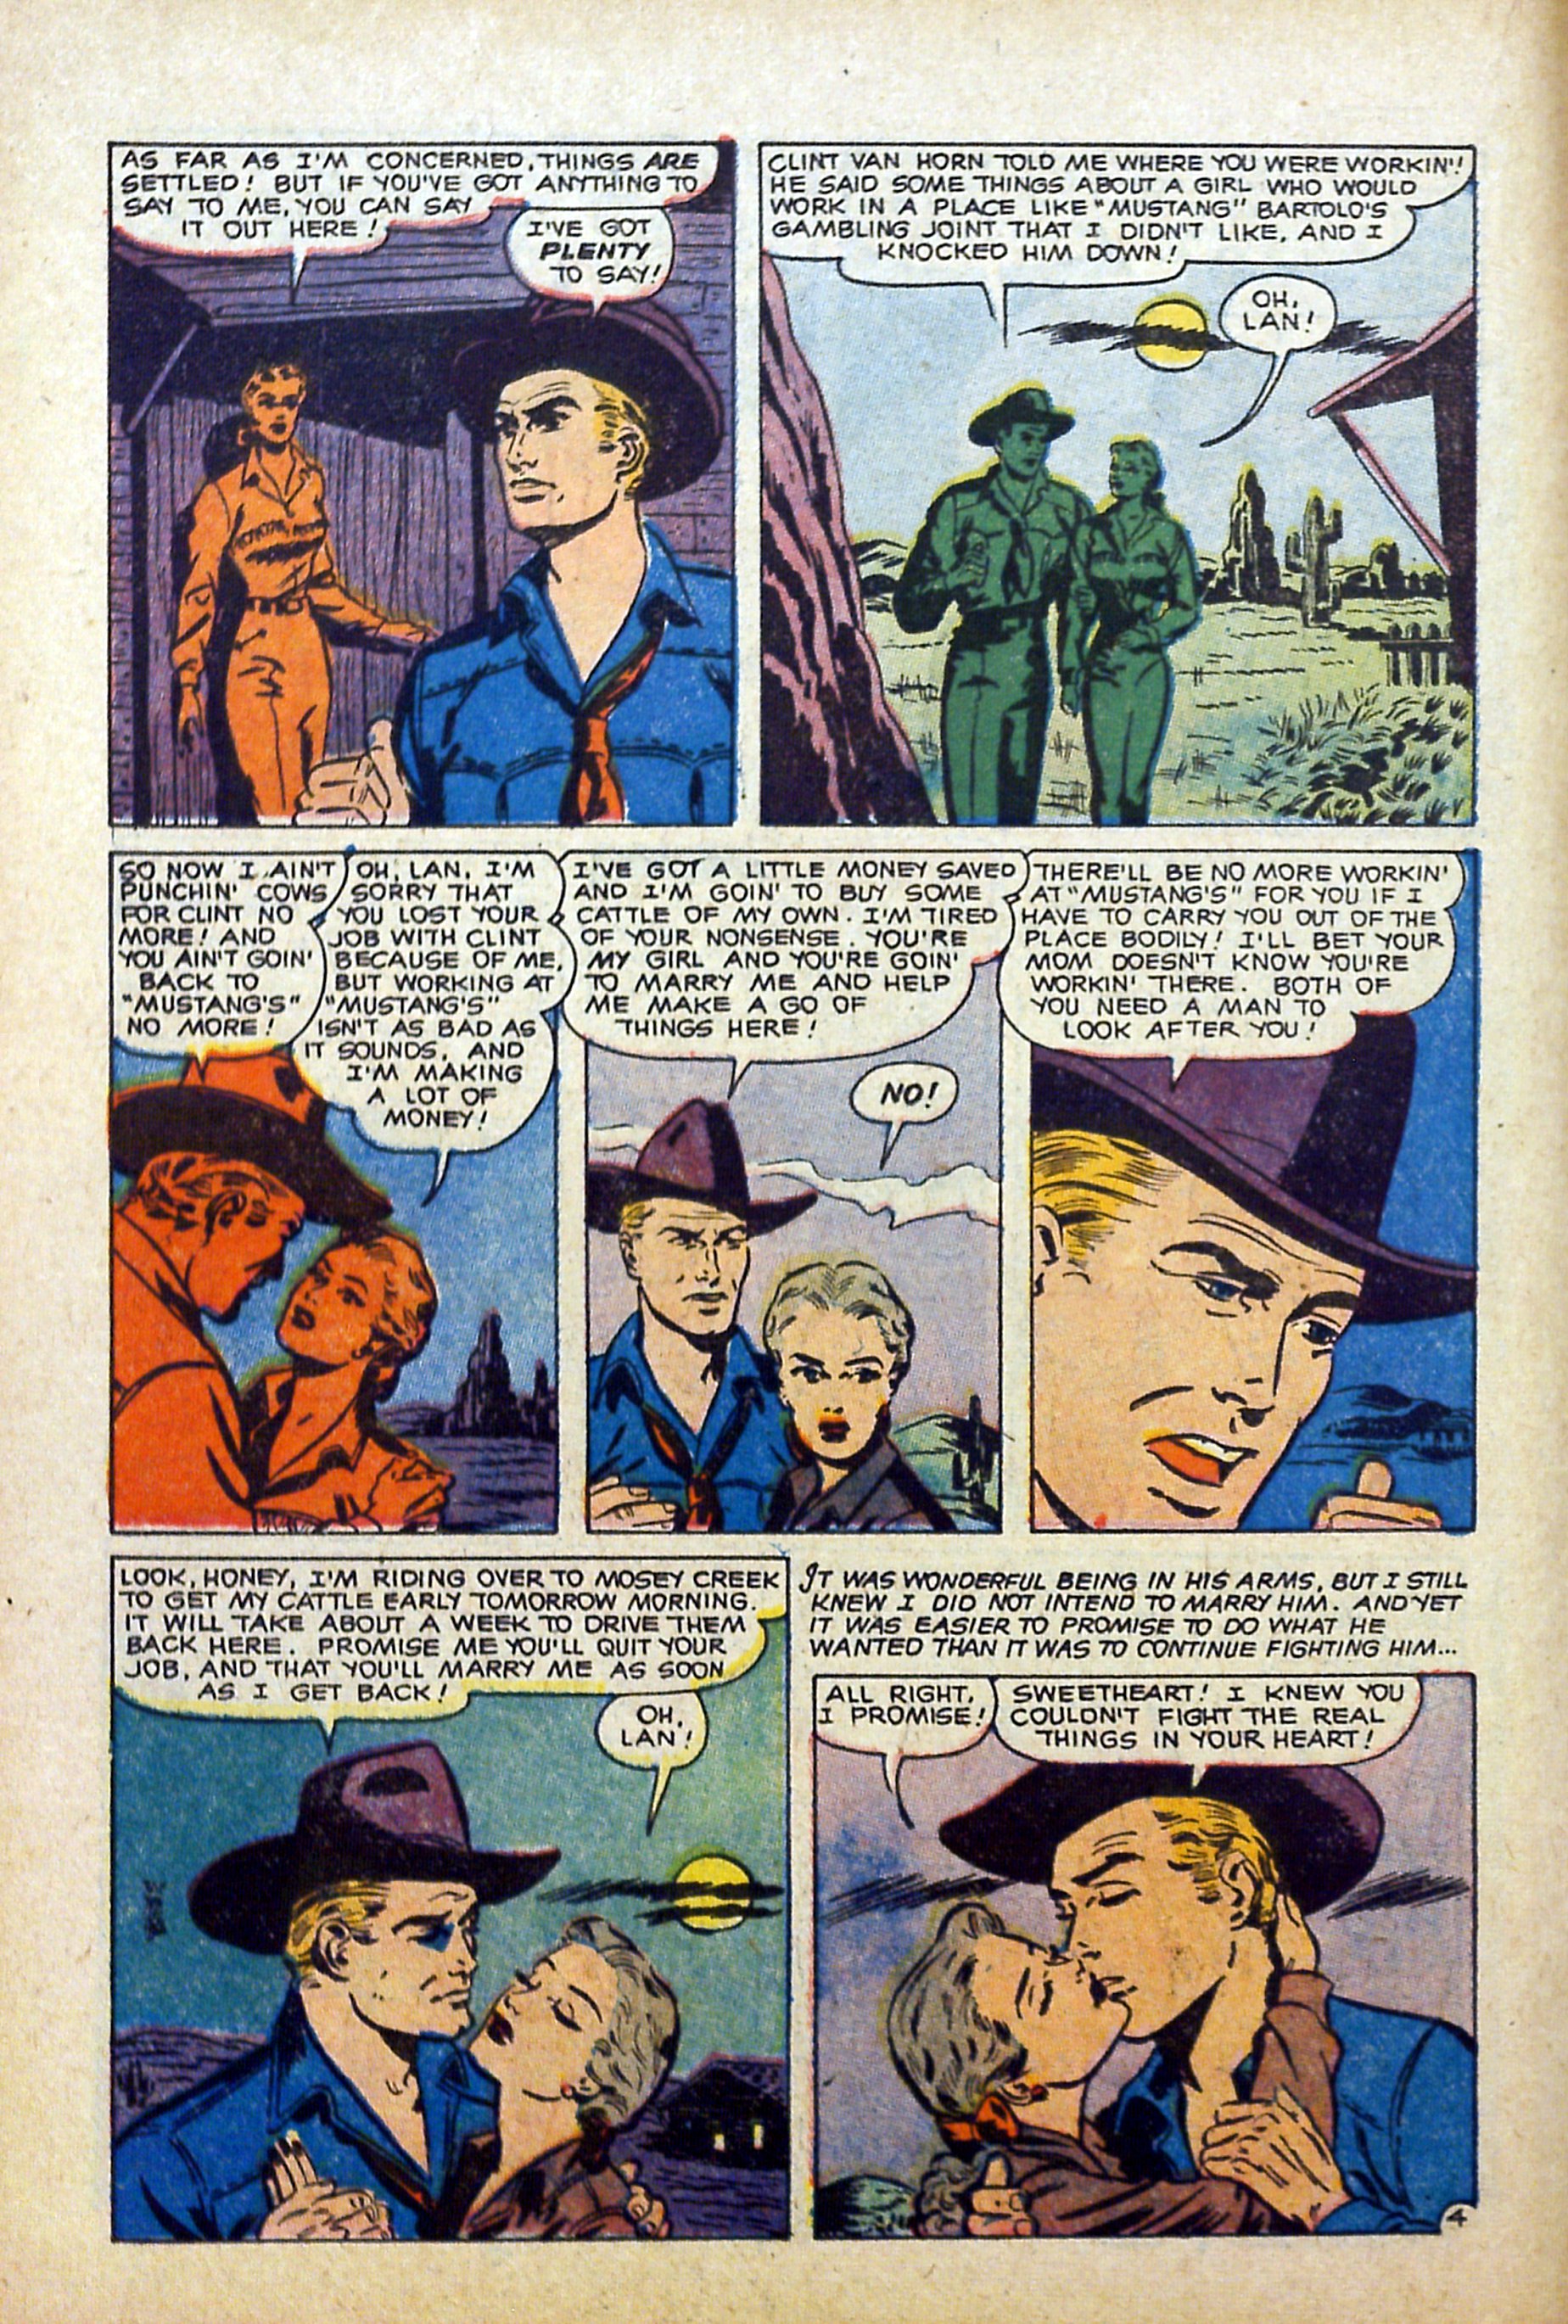 AS FAR AS I'M CONCERNED, THINGS ARE
SETTLED! BUT IF YOU'VE GOT ANYTHING TO
SAY TO ME, YOU CAN SAY
IT OUT HERE!
I'VE GOT
PLENTY
TO SAY!
CLINT VAN HORN TOLD ME WHERE YOU WERE WORKIN'!
HE SAID SOME THINGS ABOUT A GIRL WHO WOULD
WORK IN A PLACE LIKE "MUSTANG" BARTOLO'S
GAMBLING JOINT THAT I DIDN'T LIKE, AND I
KNOCKED HIM DOWN!
OH,
LAN!
SO NOW I AIN'T
PUNCHIN' COWS
FOR CLINT NO
MORE! AND
YOU AIN'T GOIN'
BACK TO
"MUSTANG'S"
NO MORE!
OH, LAN, I'M
SORRY THAT
YOU LOST YOUR
JOB WITH CLINT
BECAUSE OF ME,
BUT WORKING AT
"MUSTANG'S"
ISN'T AS BAD AS
IT SOUNDS, AND
I'M MAKING
A LOT OF
MONEY!
I'VE GOT A LITTLE MONEY SAVED
AND I'M GOIN' TO BUY SOME
CATTLE OF MY OWN. I'M TIRED
OF YOUR NONSENSE. YOU'RE
MY GIRL AND YOU'RE GOIN'
TO MARRY ME AND HELP
ME MAKE A GO OF
THINGS HERE!
NO!
THERE'LL BE NO MORE WORKIN'
AT "MUSTANG'S" FOR YOU IF I
HAVE TO CARRY YOU OUT OF THE
PLACE BODILY! I'LL BET YOUR
MOM DOESN'T KNOW YOU'RE
WORKIN' THERE. BOTH OF
YOU NEED A MAN TO
LOOK AFTER YOU!
LOOK, HONEY, I'M RIDING OVER TO MOSEY CREEK
TO GET MY CATTLE EARLY TOMORROW MORNING.
IT WILL TAKE ABOUT A WEEK TO DRIVE THEM
BACK HERE. PROMISE ME YOU'LL QUIT YOUR
JOB, AND THAT YOU'LL MARRY ME AS SOON
AS I GET BACK!
OH,
LAN!
IT WAS WONDERFUL BEING IN HIS ARMS, BUT I STILL
KNEW I DID NOT INTEND TO MARRY HIM. AND YET
IT WAS EASIER TO PROMISE TO DO WHAT HE
WANTED THAN IT WAS TO CONTINUE FIGHTING HIM...
ALL RIGHT,
I PROMISE!
SWEETHEART! I KNEW YOU
COULDN'T FIGHT THE REAL
THINGS IN YOUR HEART!
4